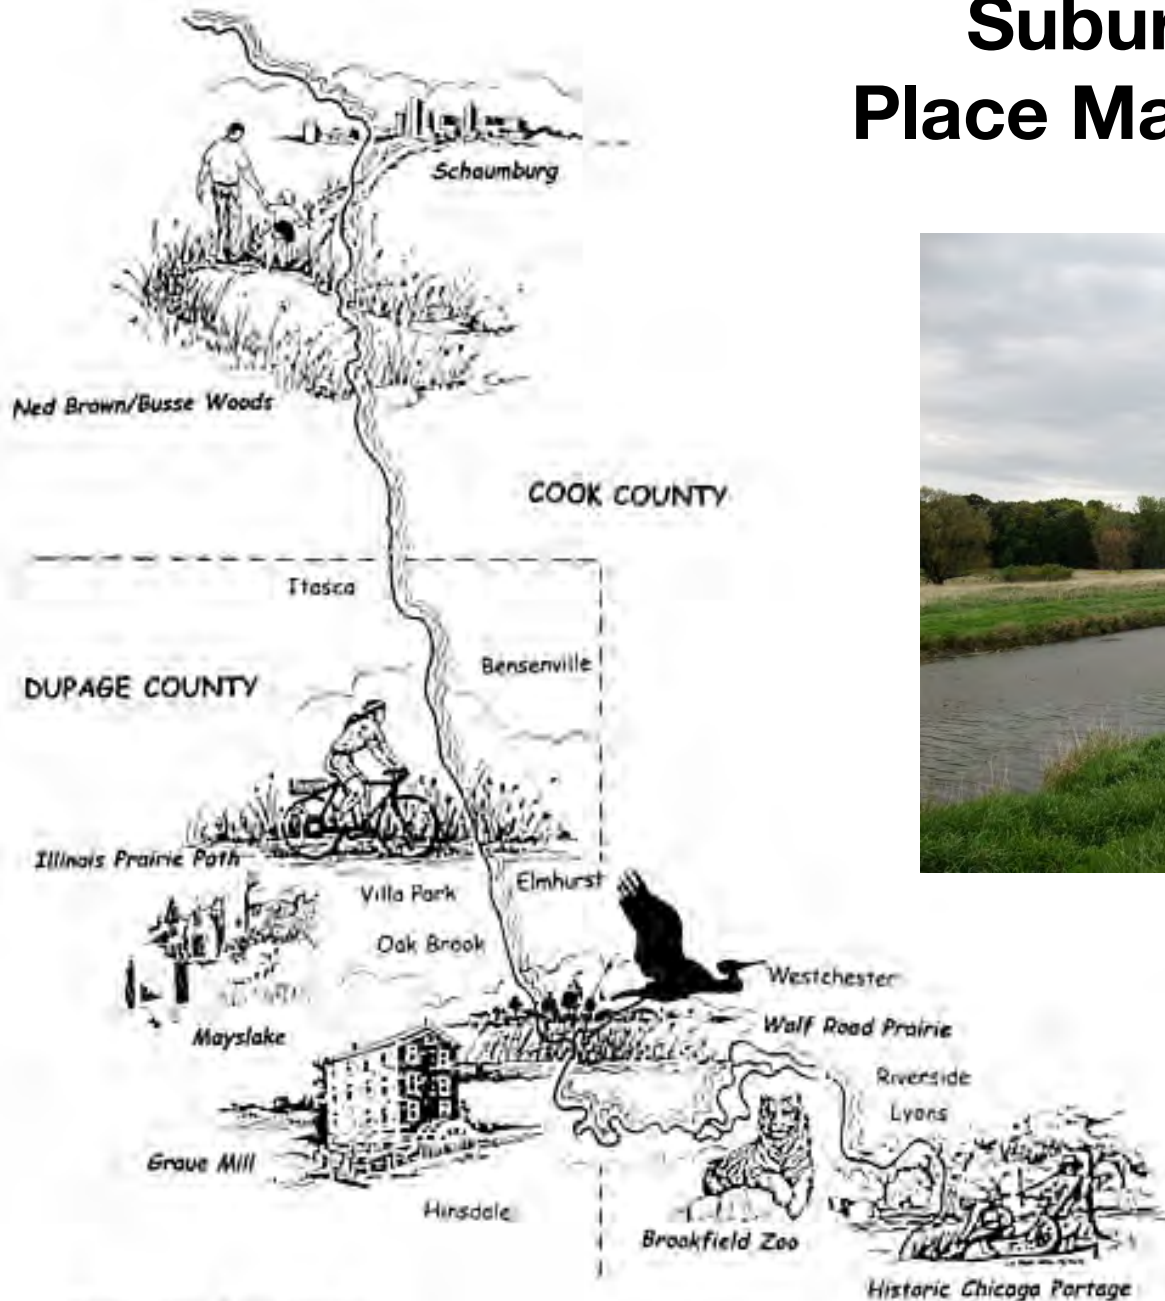 Subur
Place Ma
Schaumburg
Ned Brown/Busse Woods
COOK COUNTY
Itasca
Bensenville
DUPAGE COUNTY
Illinois Prairie Path
Villa Park
Elmhurst
Oak Brook
Westchester
Mayslake
Wolf Road Prairie
Riverside
Lyons
Graue Mill
Hinsdale
Brookfield Zoo
Historic Chicago Portage